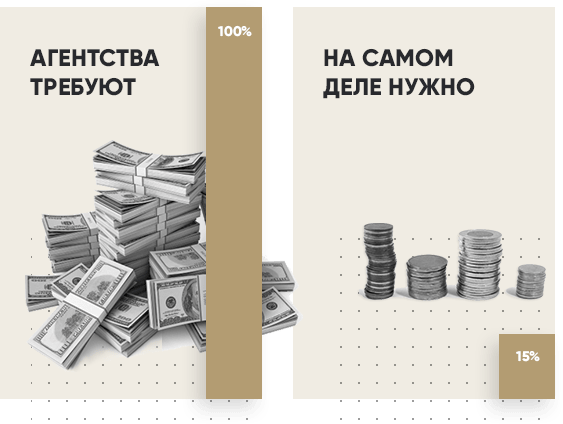 100%
АГЕНТСТВА
ТРЕБУЮТ
НА САМОМ
ДЕЛЕ НУЖНО
15%